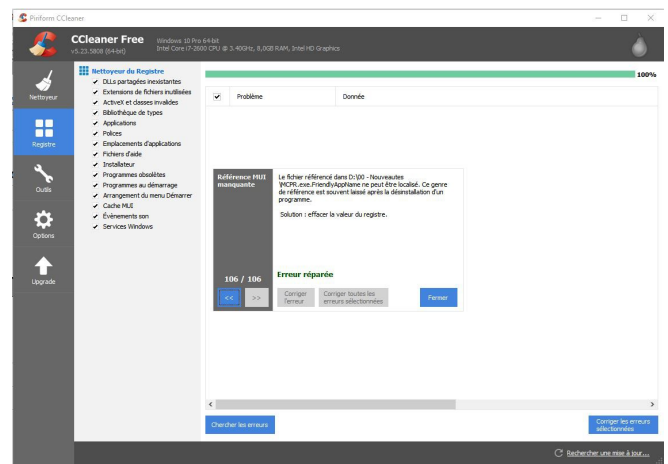 Piriform CCleaner
CCleaner Free
v5.23.5808 (64-bit)
Windows 10 Pro 64-bit
Intel Core i7-2600 CPU @ 3.40GHz, 8,0GB RAM, Intel HD Graphics
Nettoyeur
Registre
Outils
Options
Upgrade
Nettoyeur du Registre
DLLs partagées inexistantes
Extensions de fichiers inutilisées
ActiveX et classes invalides
Bibliothèque de types
Applications
Polices
Emplacements d'applications
Fichiers d'aide
Installateur
Programmes obsolètes
Programmes au démarrage
Arrangement du menu Démarrer
Cache MUI
Évènements son
Services Windows
100%
Problème
Donnée
Référence MUI
manquante
106 / 106
<<
>>
Le fichier référencé dans D:\00 - Nouveautes
\MCPR.exe.FriendlyAppName ne peut être localisé. Ce genre
de référence est souvent laissé après la désinstallation d'un
programme.
Solution : effacer la valeur du registre.
Erreur réparée
Corriger
l'erreur
Corriger toutes les
erreurs sélectionnées
Fermer
Chercher les erreurs
Corriger les erreurs
sélectionnées
Rechercher une mise à jour...